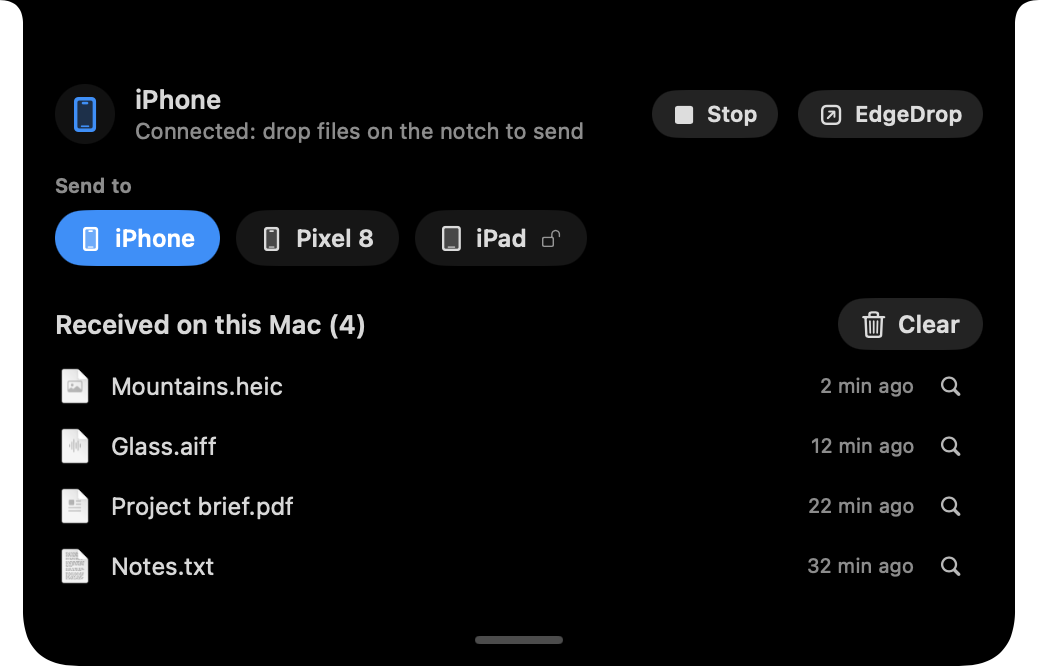 iPhone
Connected: drop files on the notch to send
Stop
EdgeDrop
Send to
iPhone
Pixel 8
iPad
Received on this Mac (4)
Clear
Mountains.heic
2 min ago
Glass.aiff
12 min ago
Project brief.pdf
22 min ago
Notes.txt
32 min ago